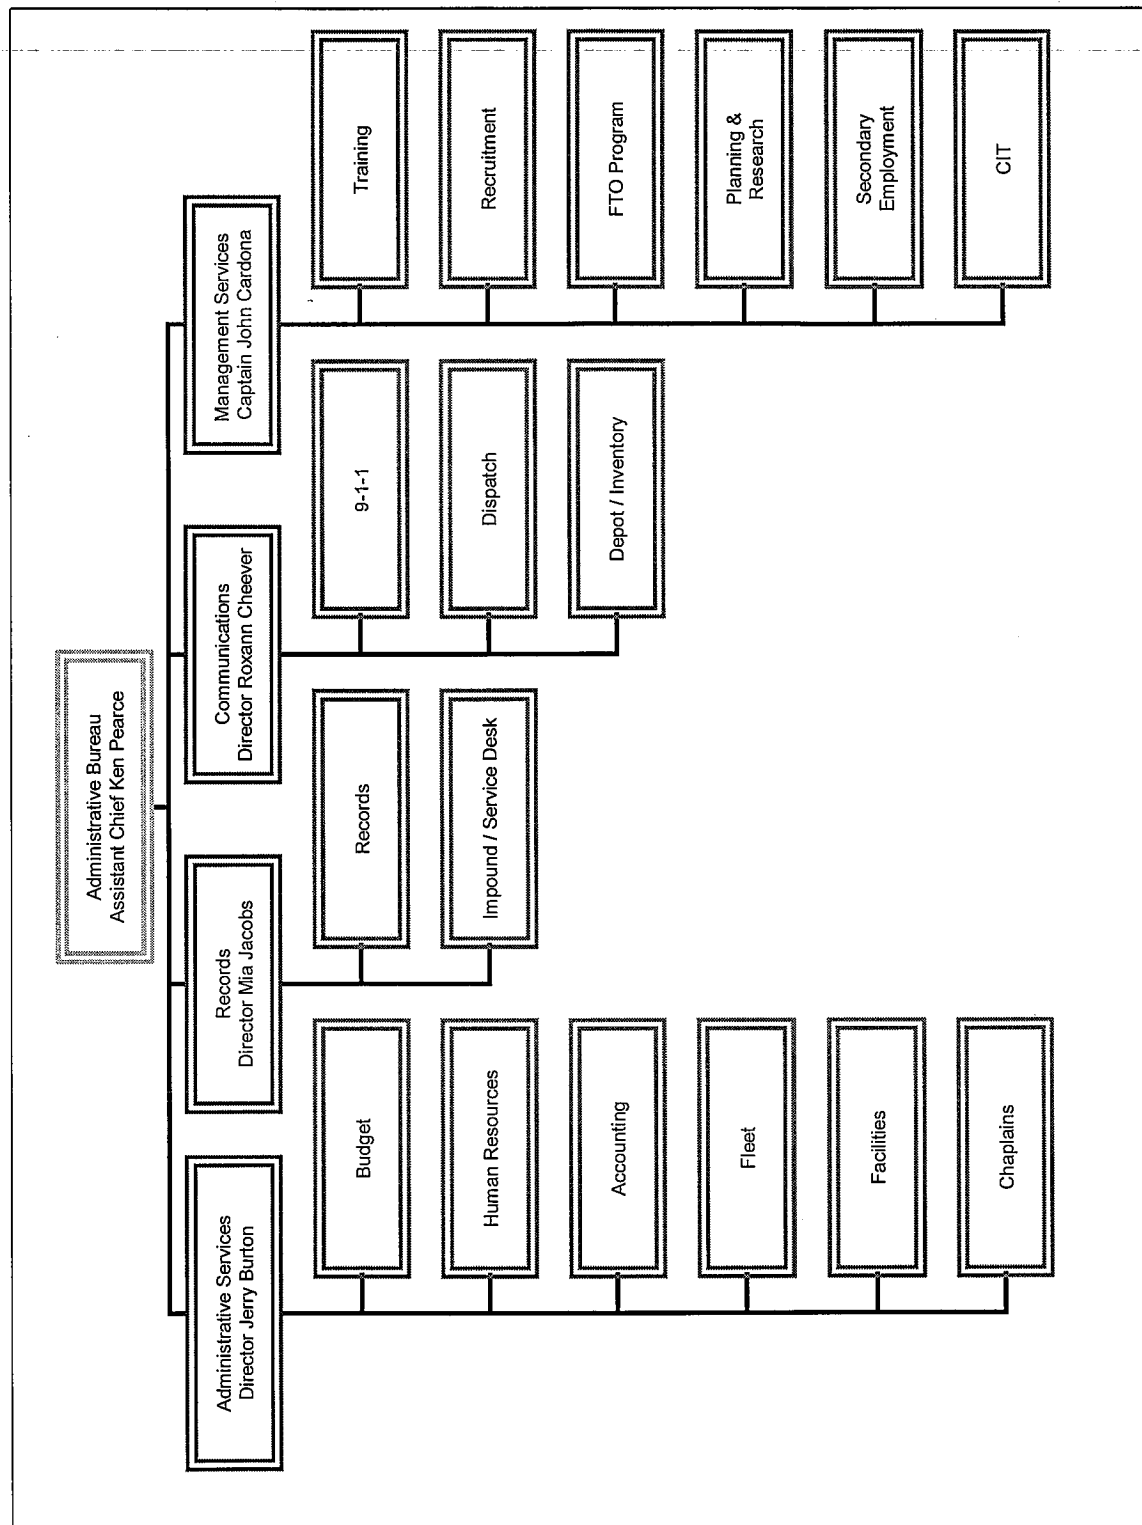 Administrative Bureau
Assistant Chief Ken Pearce
Administrative Services
Director Jerry Burton
Budget
Human Resources
Accounting
Fleet
Facilities
Chaplains
Records
Director Mia Jacobs
Records
Impound / Service Desk
Communications
Director Roxann Cheever
9-1-1
Dispatch
Depot / Inventory
Management Services
Captain John Cardona
Training
Recruitment
FTO Program
Planning &
Research
Secondary
Employment
CIT